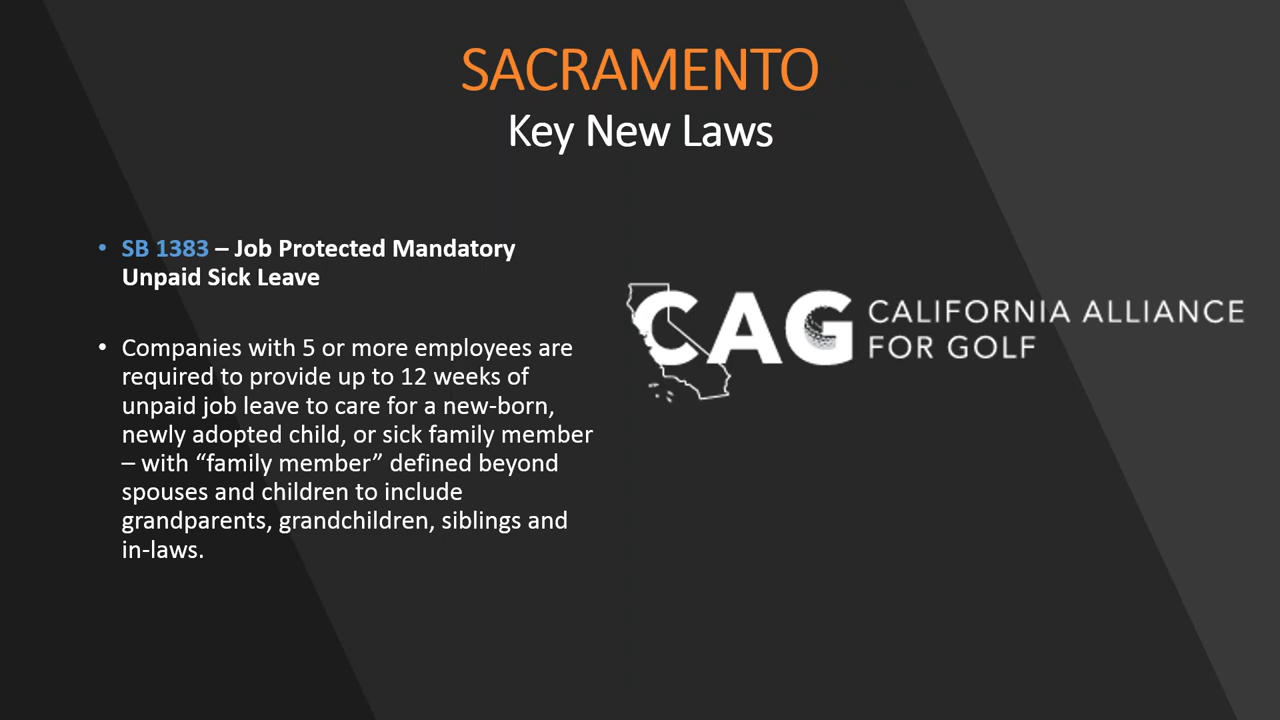 SACRAMENTO
Key New Laws
• SB 1383 – Job Protected Mandatory
Unpaid Sick Leave
• Companies with 5 or more employees are
required to provide up to 12 weeks of
unpaid job leave to care for a new-born,
newly adopted child, or sick family member
– with “family member” defined beyond
spouses and children to include
grandparents, grandchildren, siblings and
in-laws.
CAG CALIFORNIA ALLIANCE
FOR GOLF